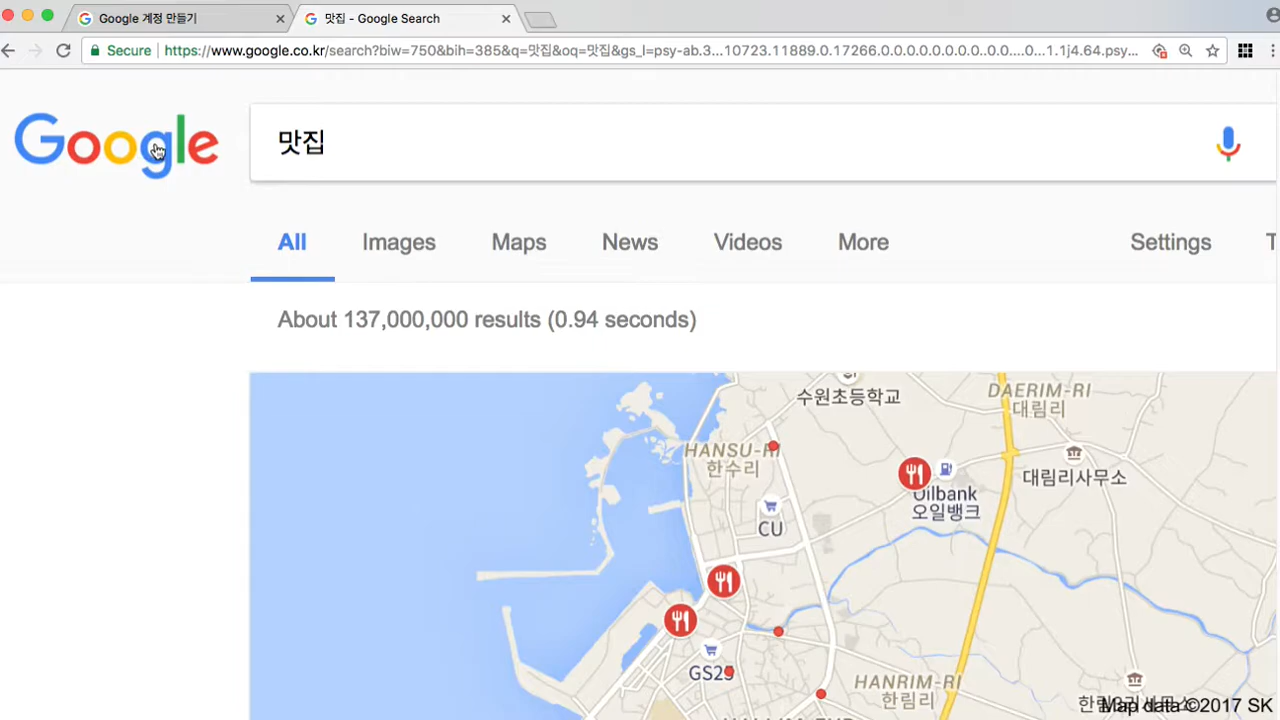 Google 계정 만들기
맛집 - Google Search
Secure
https://www.google.co.kr/search?biw=750&bih=385&q=맛집&oq=맛집&gs_l=psy-ab.3...10723.11889.0.17266.0.0.0.0.0.0.0.0..0.0....0...1.1j4.64.psy...
Google
맛집
All
Images
Maps
News
Videos
More
Settings
About 137,000,000 results (0.94 seconds)
수원초등학교
DAERIM-RI
대림리
HANSU-RI
한수리
대림리사무소
Oilbank
오일뱅크
CU
GS25
HANRIM-RI
한림리
Map data ©2017 SK